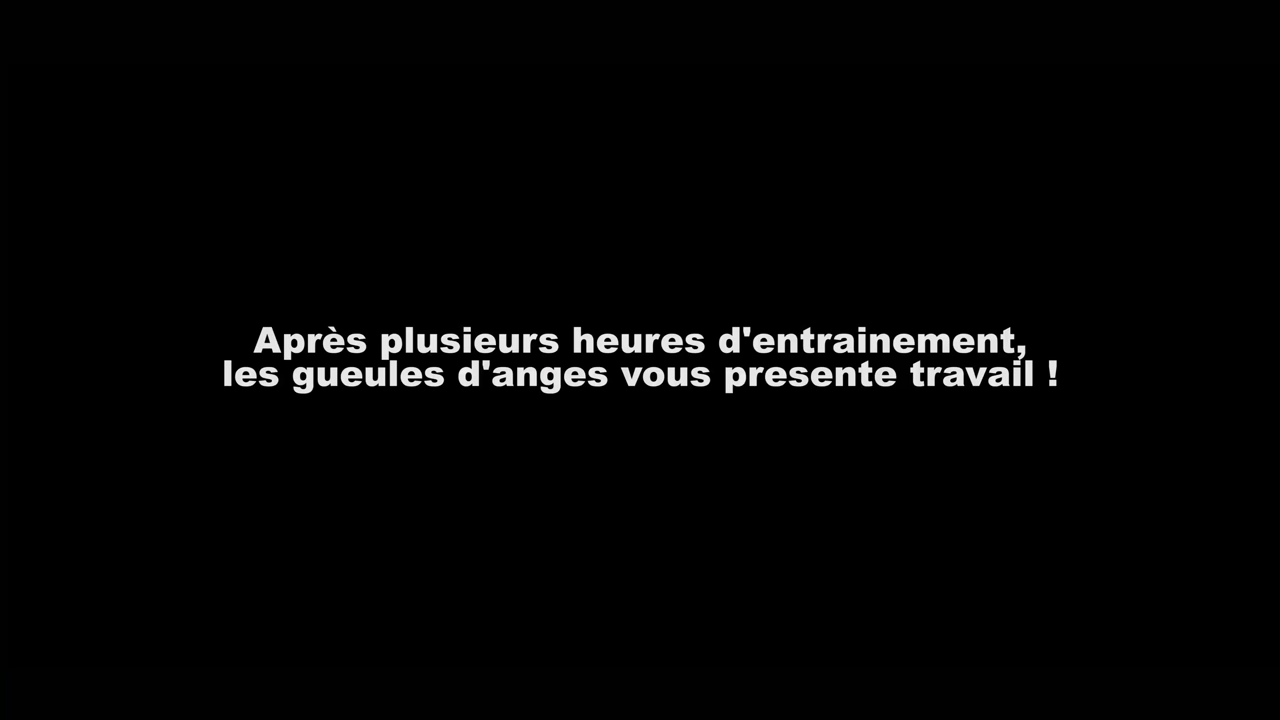 Après plusieurs heures d'entrainement,
les gueules d'anges vous presente travail !